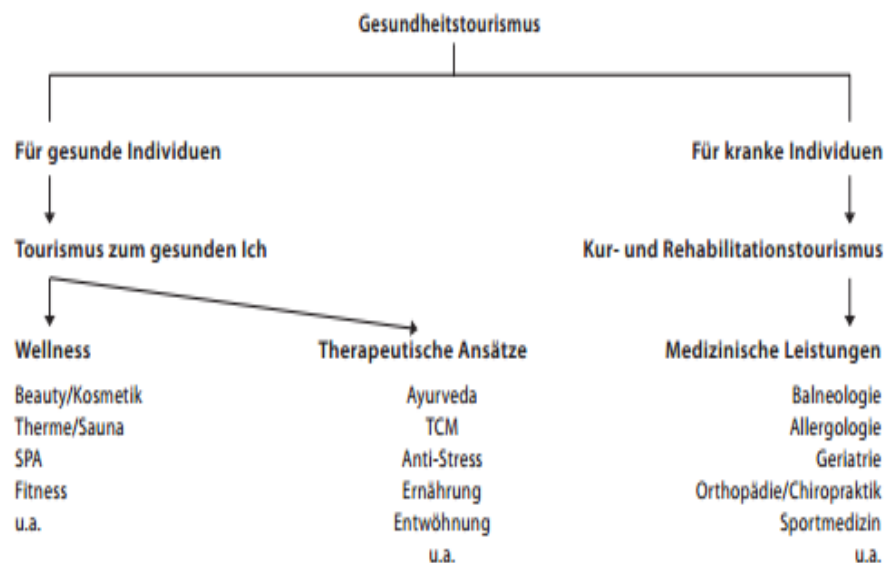 Gesundheitstourismus
Für gesunde Individuen
Für kranke Individuen
Tourismus zum gesunden Ich
Kur- und Rehabilitationstourismus
Wellness
Therapeutische Ansätze
Medizinische Leistungen
Beauty/Kosmetik
Therme/Sauna
SPA
Fitness
u.a.
Ayurveda
TCM
Anti-Stress
Ernährung
Entwöhnung
u.a.
Balneologie
Allergologie
Geriatrie
Orthopädie/Chiropraktik
Sportmedizin
u.a.